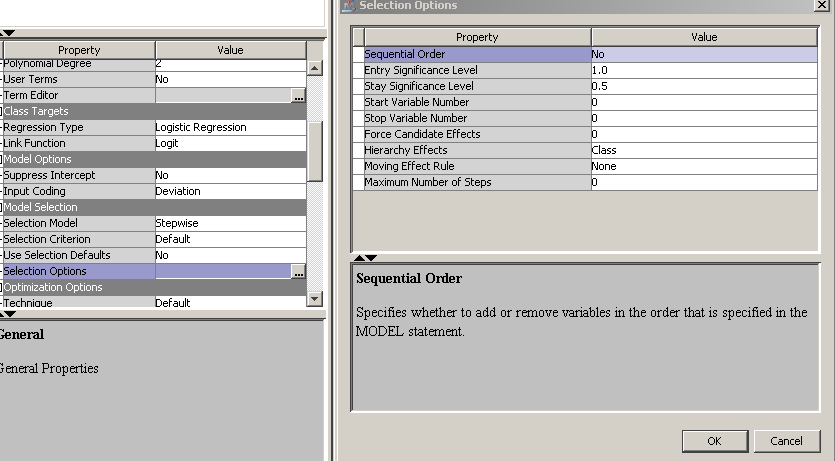 Property Value
Polynomial Degree 2
User Terms No
Term Editor ...
Class Targets
Regression Type Logistic Regression
Link Function Logit
Model Options
Suppress Intercept No
Input Coding Deviation
Model Selection
Selection Model Stepwise
Selection Criterion Default
Use Selection Defaults No
Selection Options ...
Optimization Options
Technique Default
General
General Properties
Selection Options
Property Value
Sequential Order No
Entry Significance Level 1.0
Stay Significance Level 0.5
Start Variable Number 0
Stop Variable Number 0
Force Candidate Effects 0
Hierarchy Effects Class
Moving Effect Rule None
Maximum Number of Steps 0
Sequential Order
Specifies whether to add or remove variables in the order that is specified in the
MODEL statement.
OK Cancel